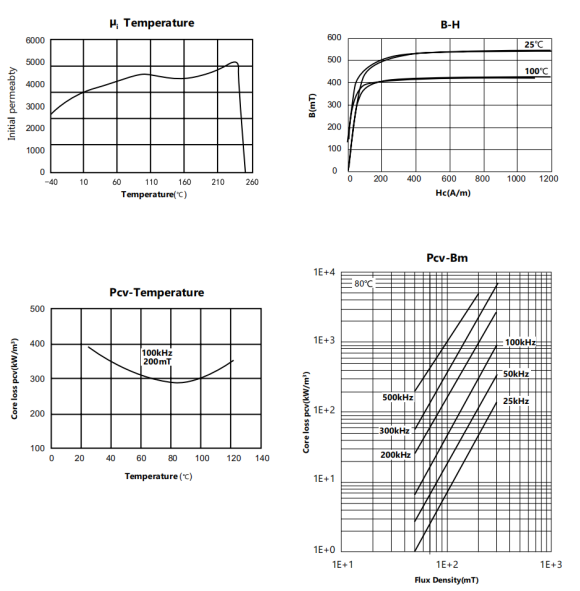 μi Temperature
6000
5000
4000
3000
2000
1000
0
Initial permeabty
−40
10
60
110
160
210
260
Temperature(℃)
B-H
600
500
400
300
200
100
0
B(mT)
25℃
100℃
0
200
400
600
800
1000
1200
Hc(A/m)
Pcv-Temperature
500
400
300
200
100
Core loss pcv(kW/m³)
100kHz
200mT
0
20
40
60
80
100
120
140
Temperature (℃)
Pcv-Bm
1E+4
1E+3
1E+2
1E+1
1E+0
Core loss pcv(kW/m³)
80℃
500kHz
300kHz
200kHz
100kHz
50kHz
25kHz
1E+1
1E+2
1E+3
Flux Density(mT)